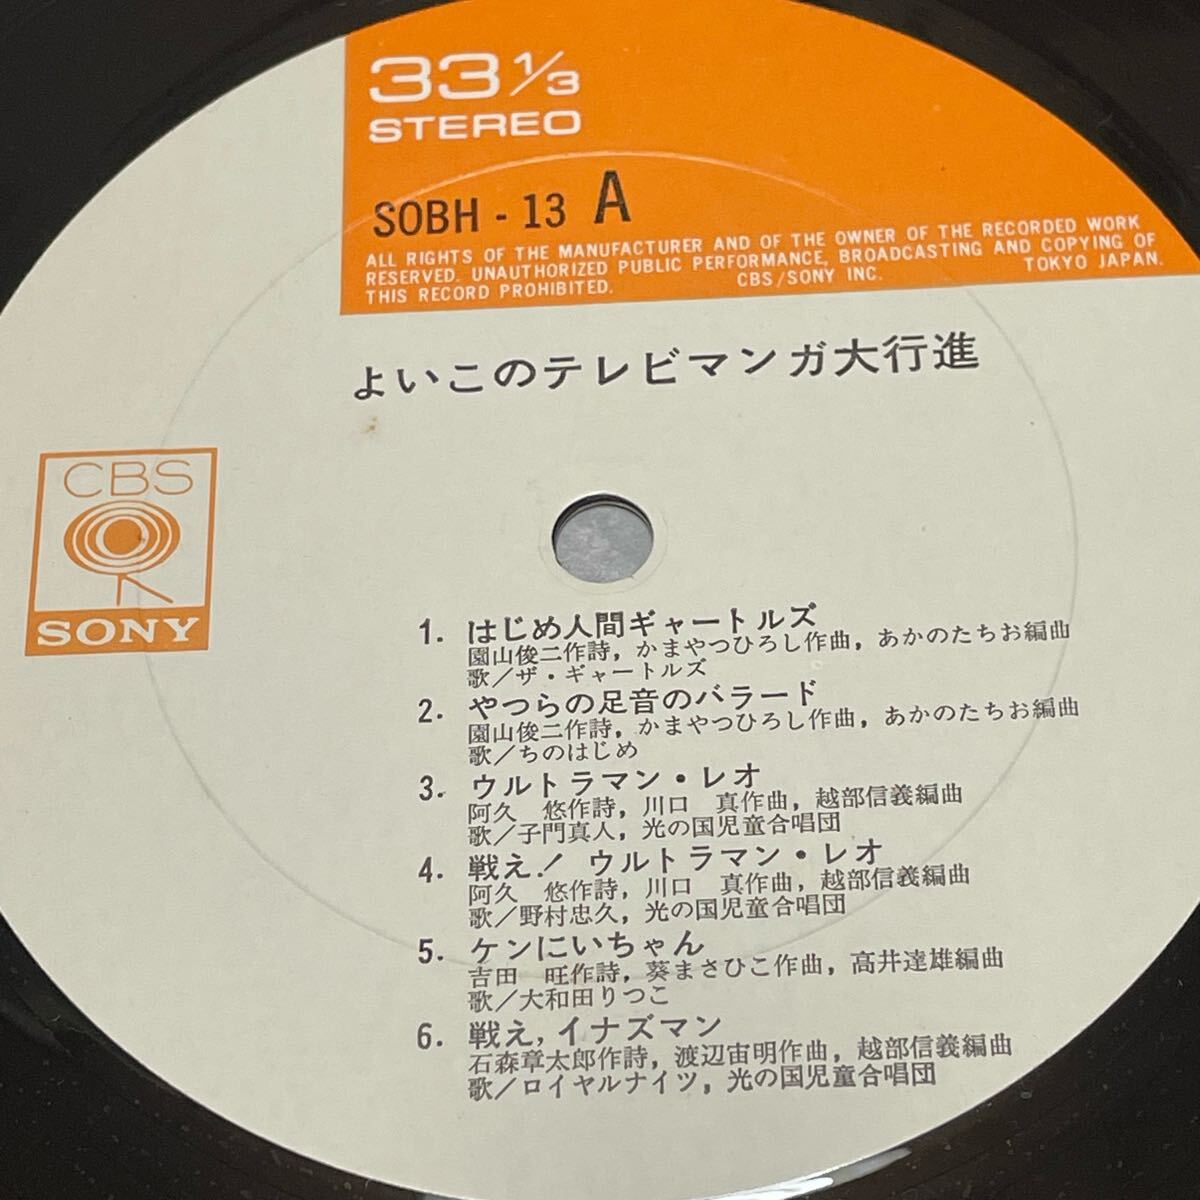 33 1/3
STEREO
SOBH - 13 A
ALL RIGHTS OF THE MANUFACTURER AND OF THE OWNER OF THE RECORDED WORK
RESERVED. UNAUTHORIZED PUBLIC PERFORMANCE, BROADCASTING AND COPYING OF
THIS RECORD PROHIBITED. CBS/SONY INC. TOKYO JAPAN.
よいこのテレビマンガ大行進
CBS
SONY
1. はじめ人間ギャートルズ
園山俊二作詩，かまやつひろし作曲，あかのたちお編曲
歌／ザ・ギャートルズ
2. やつらの足音のバラード
園山俊二作詩，かまやつひろし作曲，あかのたちお編曲
歌／ちのはじめ
3. ウルトラマン・レオ
阿久　悠作詩，川口　真作曲，越部信義編曲
歌／子門真人，光の国児童合唱団
4. 戦え！ ウルトラマン・レオ
阿久　悠作詩，川口　真作曲，越部信義編曲
歌／野村忠久，光の国児童合唱団
5. ケンにいちゃん
吉田　旺作詩，葵まさひこ作曲，高井達雄編曲
歌／大和田りつこ
6. 戦え，イナズマン
石森章太郎作詩，渡辺宙明作曲，越部信義編曲
歌／ロイヤルナイツ，光の国児童合唱団